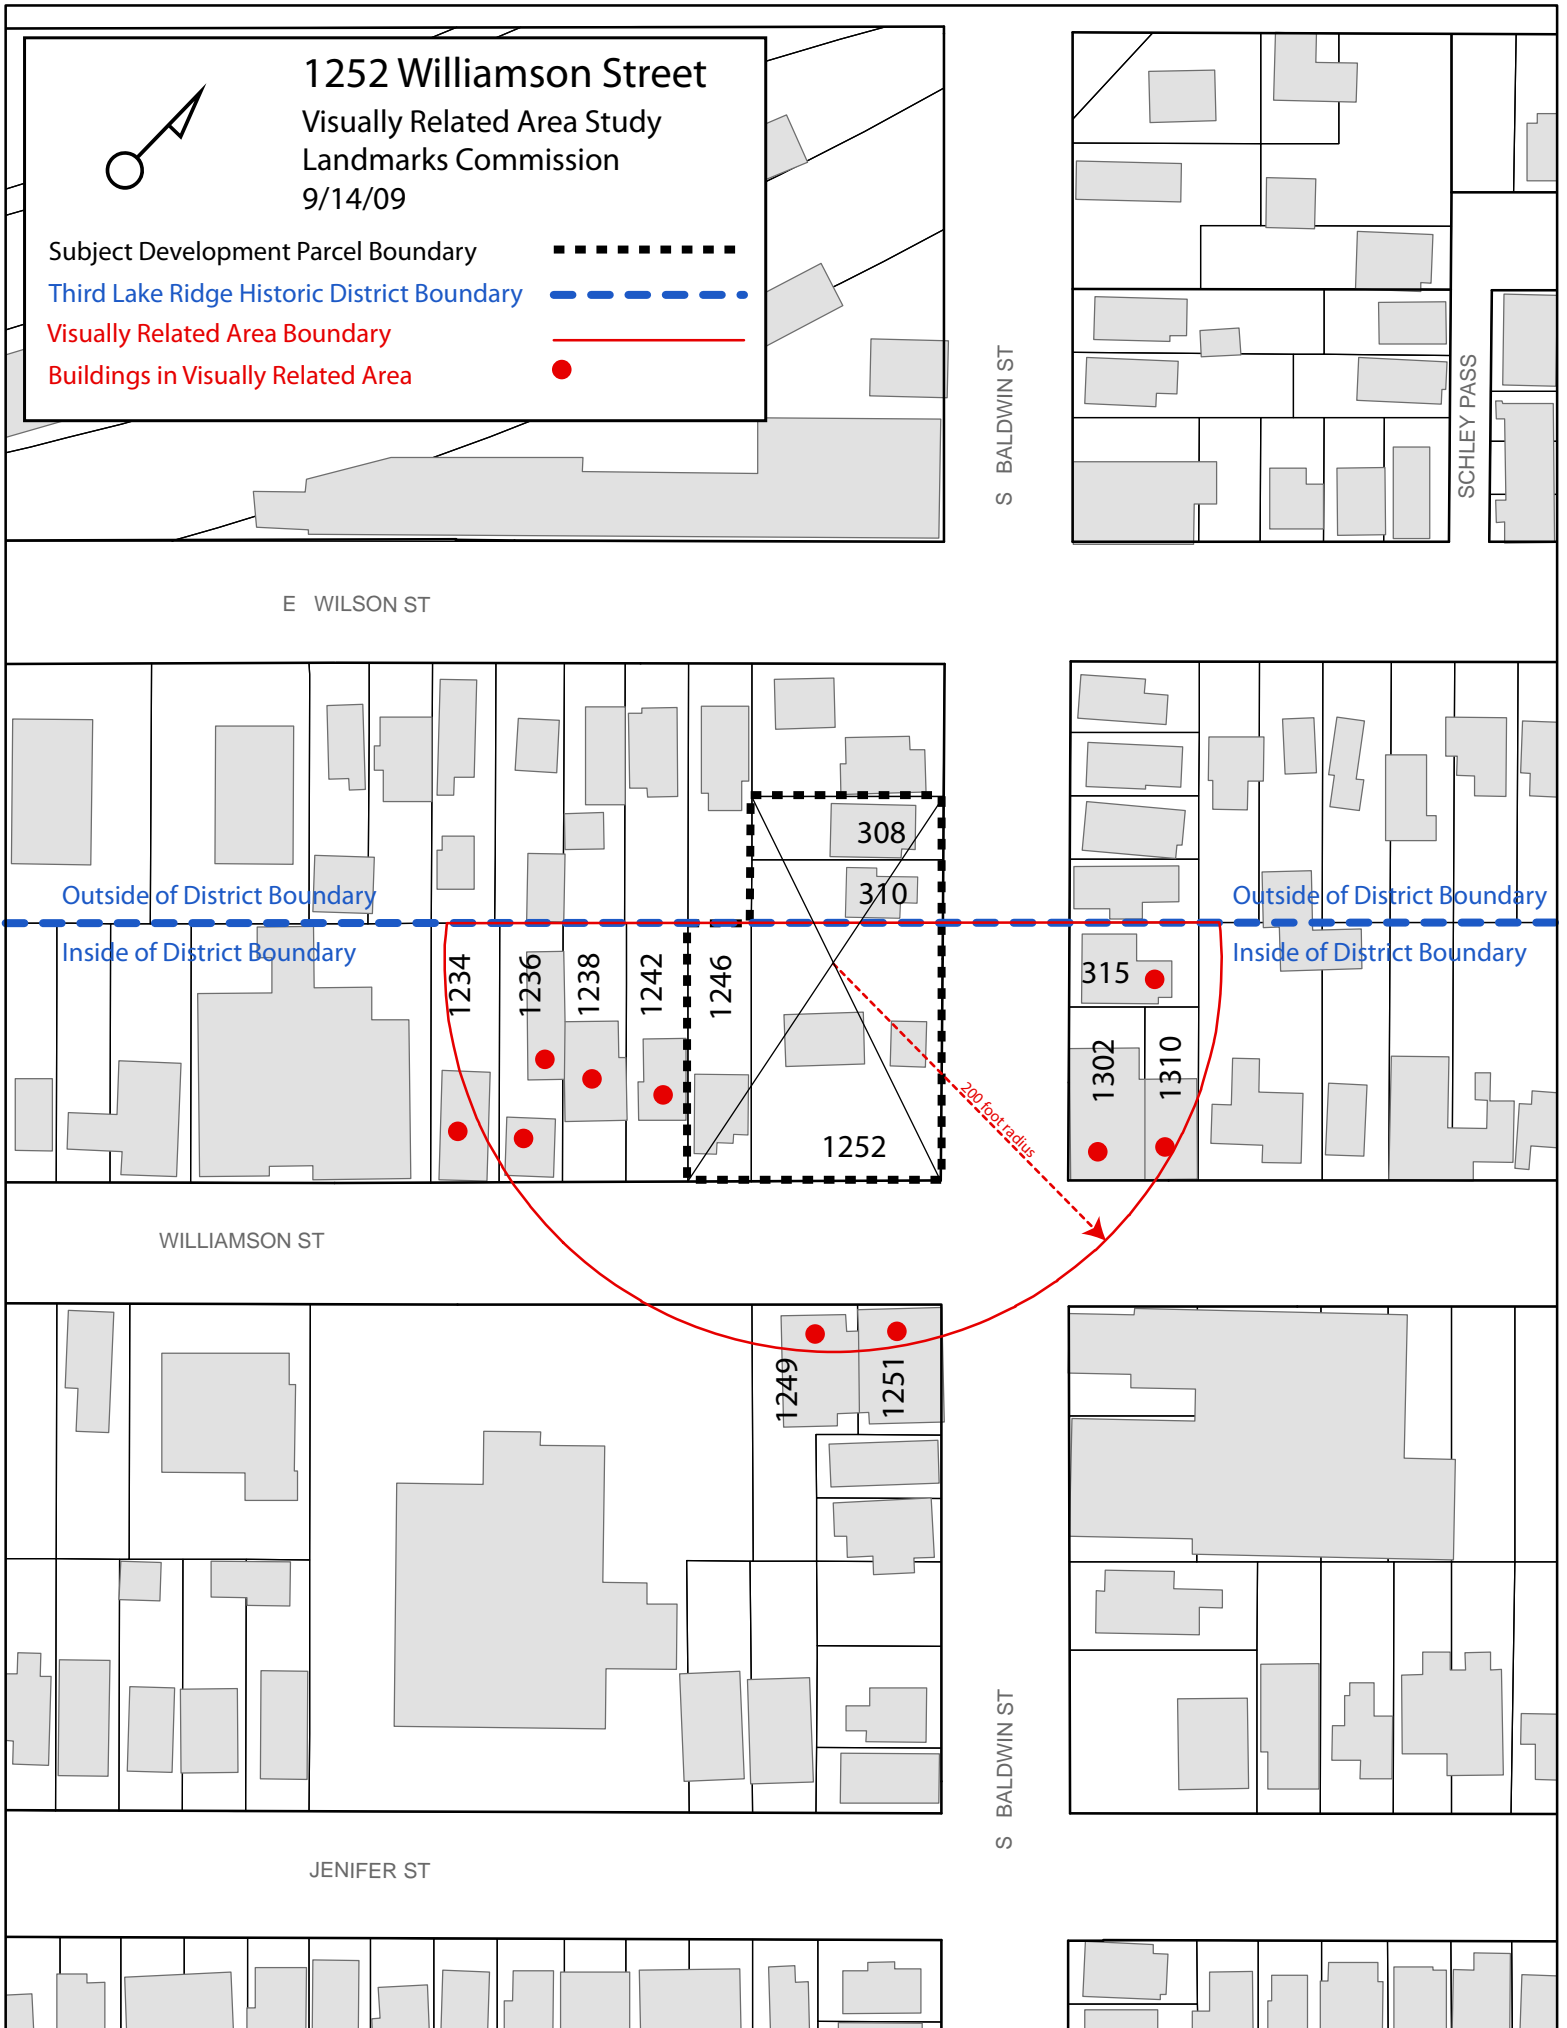 1252 Williamson Street
Visually Related Area Study
Landmarks Commission
9/14/09
Subject Development Parcel Boundary
Third Lake Ridge Historic District Boundary
Visually Related Area Boundary
Buildings in Visually Related Area
S BALDWIN ST
SCHLEY PASS
E WILSON ST
308
310
Outside of District Boundary
Outside of District Boundary
Inside of District Boundary
Inside of District Boundary
1234
1236
1238
1242
1246
315
1302
1310
200 foot radius
1252
WILLIAMSON ST
1249
1251
S BALDWIN ST
JENIFER ST